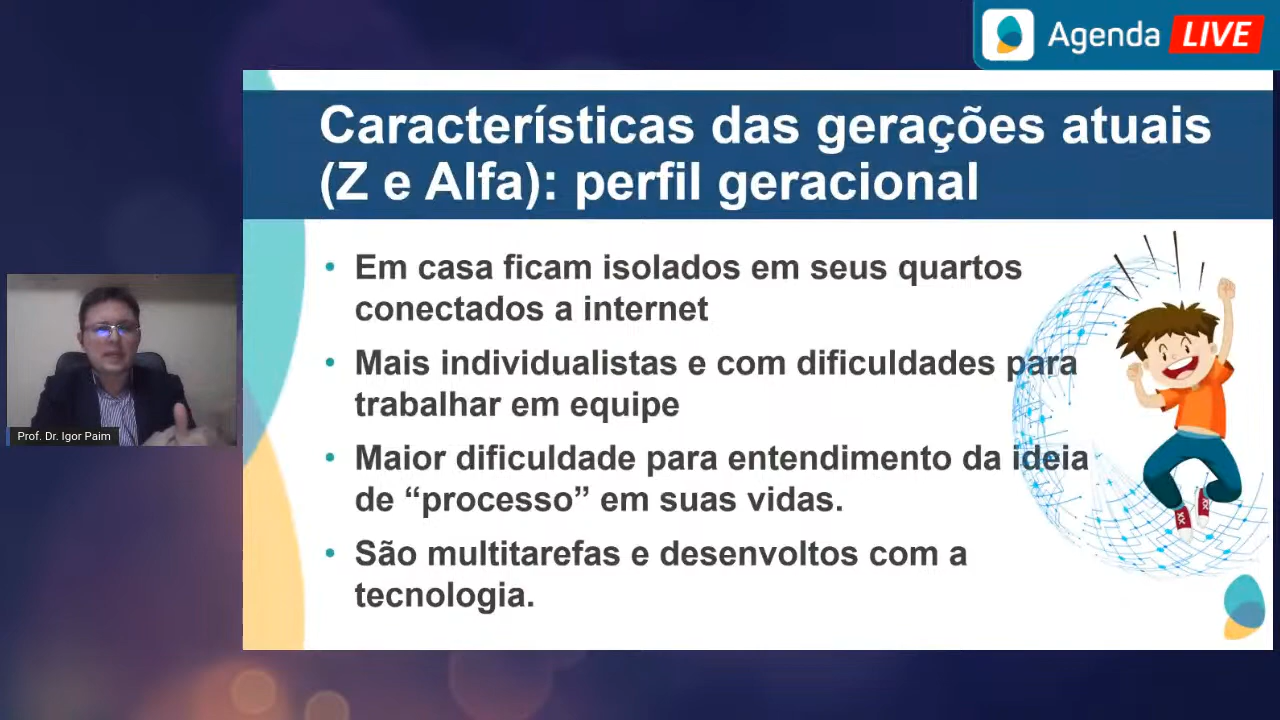 Agenda LIVE
Características das gerações atuais
(Z e Alfa): perfil geracional
• Em casa ficam isolados em seus quartos
conectados a internet
• Mais individualistas e com dificuldades para
trabalhar em equipe
• Maior dificuldade para entendimento da ideia
de “processo” em suas vidas.
• São multitarefas e desenvoltos com a
tecnologia.
Prof. Dr. Igor Paim